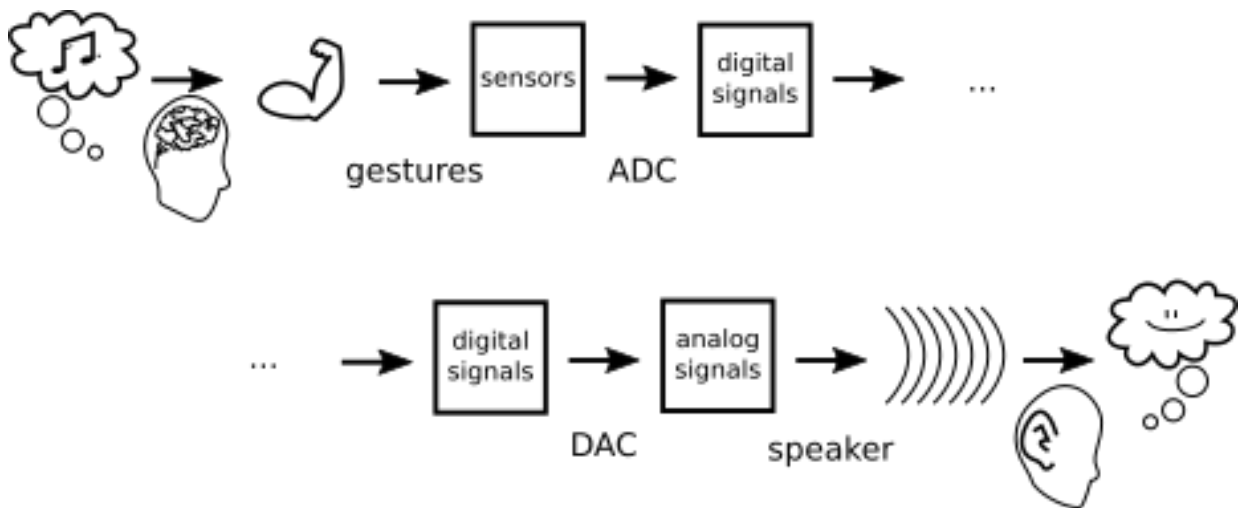 sensors
digital
signals
...
gestures
ADC
...
digital
signals
analog
signals
DAC
speaker